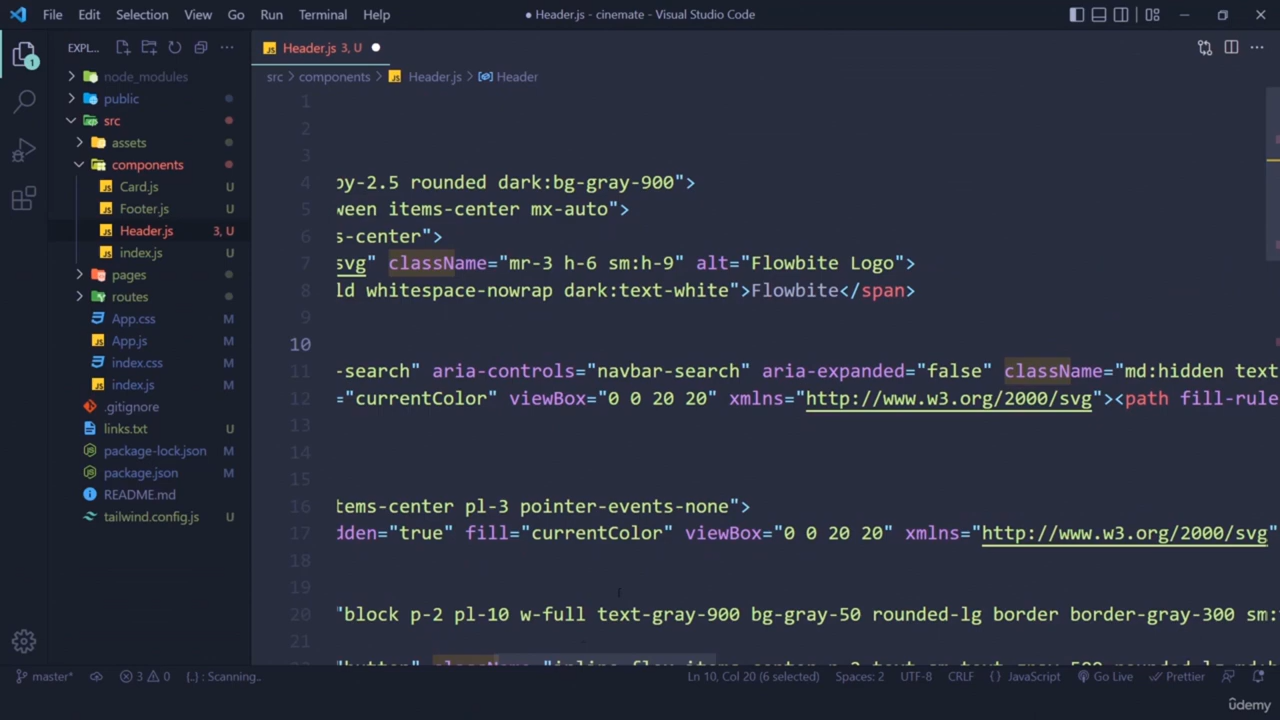 File Edit Selection View Go Run Terminal Help
● Header.js - cinemate - Visual Studio Code
EXPL...
Header.js 3, U
src > components > Header.js > Header
node_modules
public
src
assets
components
Card.js U
Footer.js U
Header.js 3, U
index.js U
pages
routes
App.css M
App.js M
index.css M
index.js M
.gitignore
links.txt U
package-lock.json M
package.json M
README.md
tailwind.config.js U
1
2
3
4 py-2.5 rounded dark:bg-gray-900">
5 ween items-center mx-auto">
6 s-center">
7 svg" className="mr-3 h-6 sm:h-9" alt="Flowbite Logo">
8 ld whitespace-nowrap dark:text-white">Flowbite</span>
9
10
11 -search" aria-controls="navbar-search" aria-expanded="false" className="md:hidden text
12 ="currentColor" viewBox="0 0 20 20" xmlns="http://www.w3.org/2000/svg"><path fill-rule
13
14
15
16 tems-center pl-3 pointer-events-none">
17 dden="true" fill="currentColor" viewBox="0 0 20 20" xmlns="http://www.w3.org/2000/svg"
18
19
20 "block p-2 pl-10 w-full text-gray-900 bg-gray-50 rounded-lg border border-gray-300 sm:
21
master* 3 0 {..} : Scanning.. Ln 10, Col 20 (6 selected) Spaces: 2 UTF-8 CRLF {} JavaScript Go Live Prettier
ûdemy